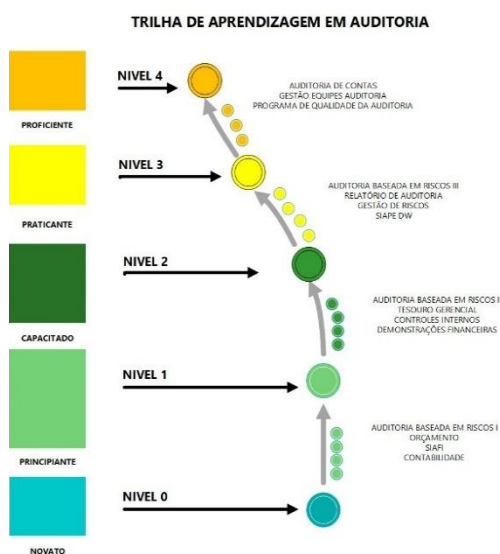 TRILHA DE APRENDIZAGEM EM AUDITORIA
NIVEL 4
PROFICIENTE
AUDITORIA DE CONTAS
GESTÃO EQUIPES AUDITORIA
PROGRAMA DE QUALIDADE DA AUDITORIA
NIVEL 3
PRATICANTE
AUDITORIA BASEADA EM RISCOS III
RELATÓRIO DE AUDITORIA
GESTÃO DE RISCOS
SIAPE DW
NIVEL 2
CAPACITADO
AUDITORIA BASEADA EM RISCOS I
TESOURO GERENCIAL
CONTROLES INTERNOS
DEMONSTRAÇÕES FINANCEIRAS
NIVEL 1
PRINCIPIANTE
AUDITORIA BASEADA EM RISCOS I
ORÇAMENTO
SIAFI
CONTABILIDADE
NIVEL 0
NOVATO